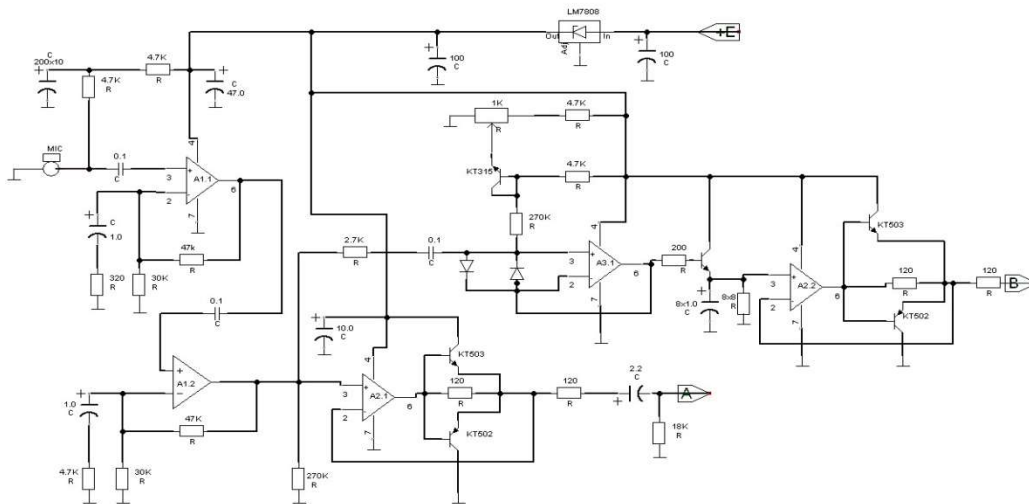 LM7808
Out
In
Adj
+E
C
200x10
4.7K
R
4.7K
R
C
47.0
100
C
100
C
1K
R
4.7K
R
MIC
0.1
C
4
3
2
A1.1
6
7
KT315
4.7K
R
KT503
C
1.0
270K
R
47k
R
320
R
30K
R
2.7K
R
0.1
C
4
3
2
A3.1
6
7
200
R
4
3
2
A2.2
6
7
120
R
120
R
B
8x1.0
C
8x8
R
KT502
0.1
C
10.0
C
KT503
A1.2
4
3
2
A2.1
6
7
120
R
120
R
2.2
C
A
1.0
C
47K
R
KT502
18K
R
4.7K
R
30K
R
270K
R